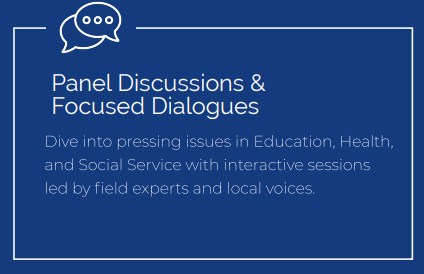 Panel Discussions &
Focused Dialogues
Dive into pressing issues in Education, Health,
and Social Service with interactive sessions
led by field experts and local voices.